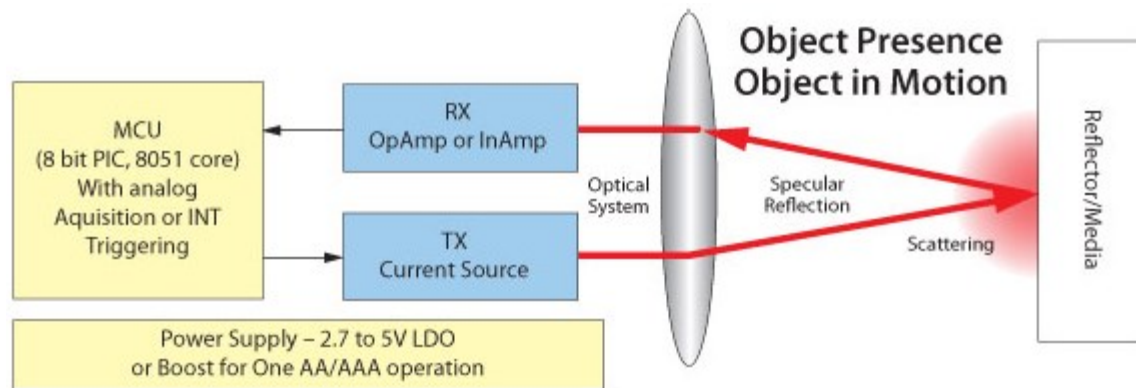 Object Presence
Object in Motion
MCU
(8 bit PIC, 8051 core)
With analog
Aquisition or INT
Triggering
RX
OpAmp or InAmp
TX
Current Source
Optical
System
Specular
Reflection
Scattering
Reflector/Media
Power Supply – 2.7 to 5V LDO
or Boost for One AA/AAA operation